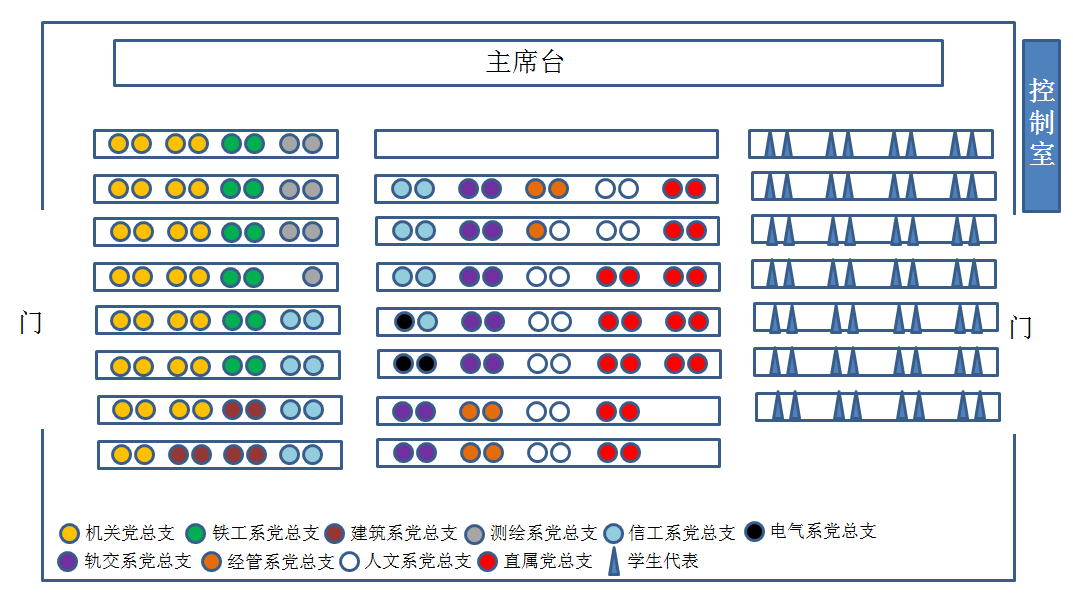 主席台
控制室
门
门
机关党总支 铁工系党总支 建筑系党总支 测绘系党总支 信工系党总支 电气系党总支
轨交系党总支 经管系党总支 人文系党总支 直属党总支 学生代表